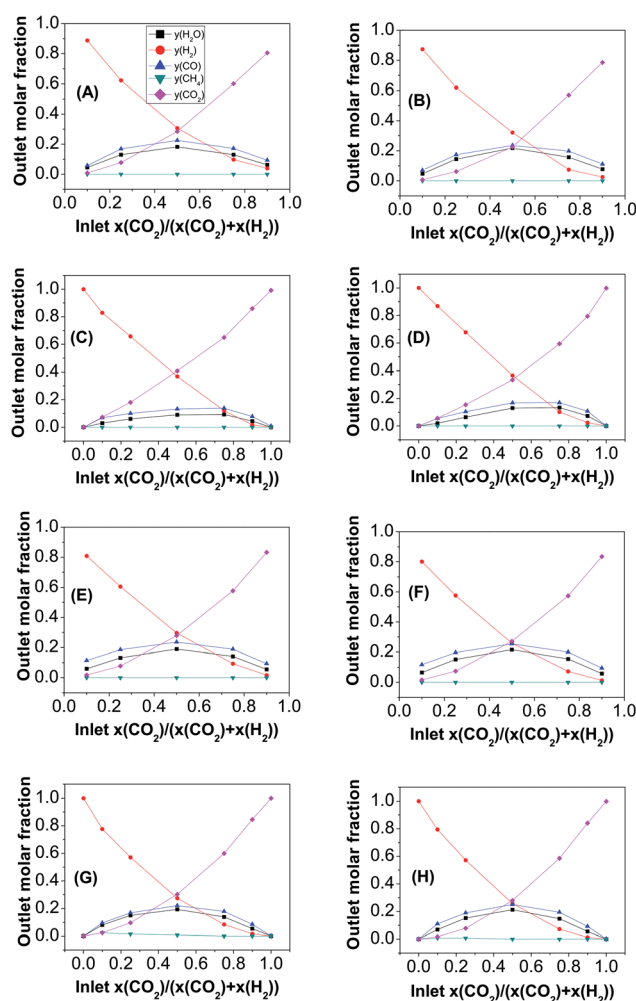 Outlet molar fraction
1.0
0.8
0.6
0.4
0.2
0.0
(A)
y(H₂O)
y(H₂)
y(CO)
y(CH₄)
y(CO₂)
0.0 0.2 0.4 0.6 0.8 1.0
Inlet x(CO₂)/(x(CO₂)+x(H₂))
Outlet molar fraction
1.0
0.8
0.6
0.4
0.2
0.0
(B)
0.0 0.2 0.4 0.6 0.8 1.0
Inlet x(CO₂)/(x(CO₂)+x(H₂))
Outlet molar fraction
1.0
0.8
0.6
0.4
0.2
0.0
(C)
0.0 0.2 0.4 0.6 0.8 1.0
Inlet x(CO₂)/(x(CO₂)+x(H₂))
Outlet molar fraction
1.0
0.8
0.6
0.4
0.2
0.0
(D)
0.0 0.2 0.4 0.6 0.8 1.0
Inlet x(CO₂)/(x(CO₂)+x(H₂))
Outlet molar fraction
1.0
0.8
0.6
0.4
0.2
0.0
(E)
0.0 0.2 0.4 0.6 0.8 1.0
Inlet x(CO₂)/(x(CO₂)+x(H₂))
Outlet molar fraction
1.0
0.8
0.6
0.4
0.2
0.0
(F)
0.0 0.2 0.4 0.6 0.8 1.0
Inlet x(CO₂)/(x(CO₂)+x(H₂))
Outlet molar fraction
1.0
0.8
0.6
0.4
0.2
0.0
(G)
0.0 0.2 0.4 0.6 0.8 1.0
Inlet x(CO₂)/(x(CO₂)+x(H₂))
Outlet molar fraction
1.0
0.8
0.6
0.4
0.2
0.0
(H)
0.0 0.2 0.4 0.6 0.8 1.0
Inlet x(CO₂)/(x(CO₂)+x(H₂))